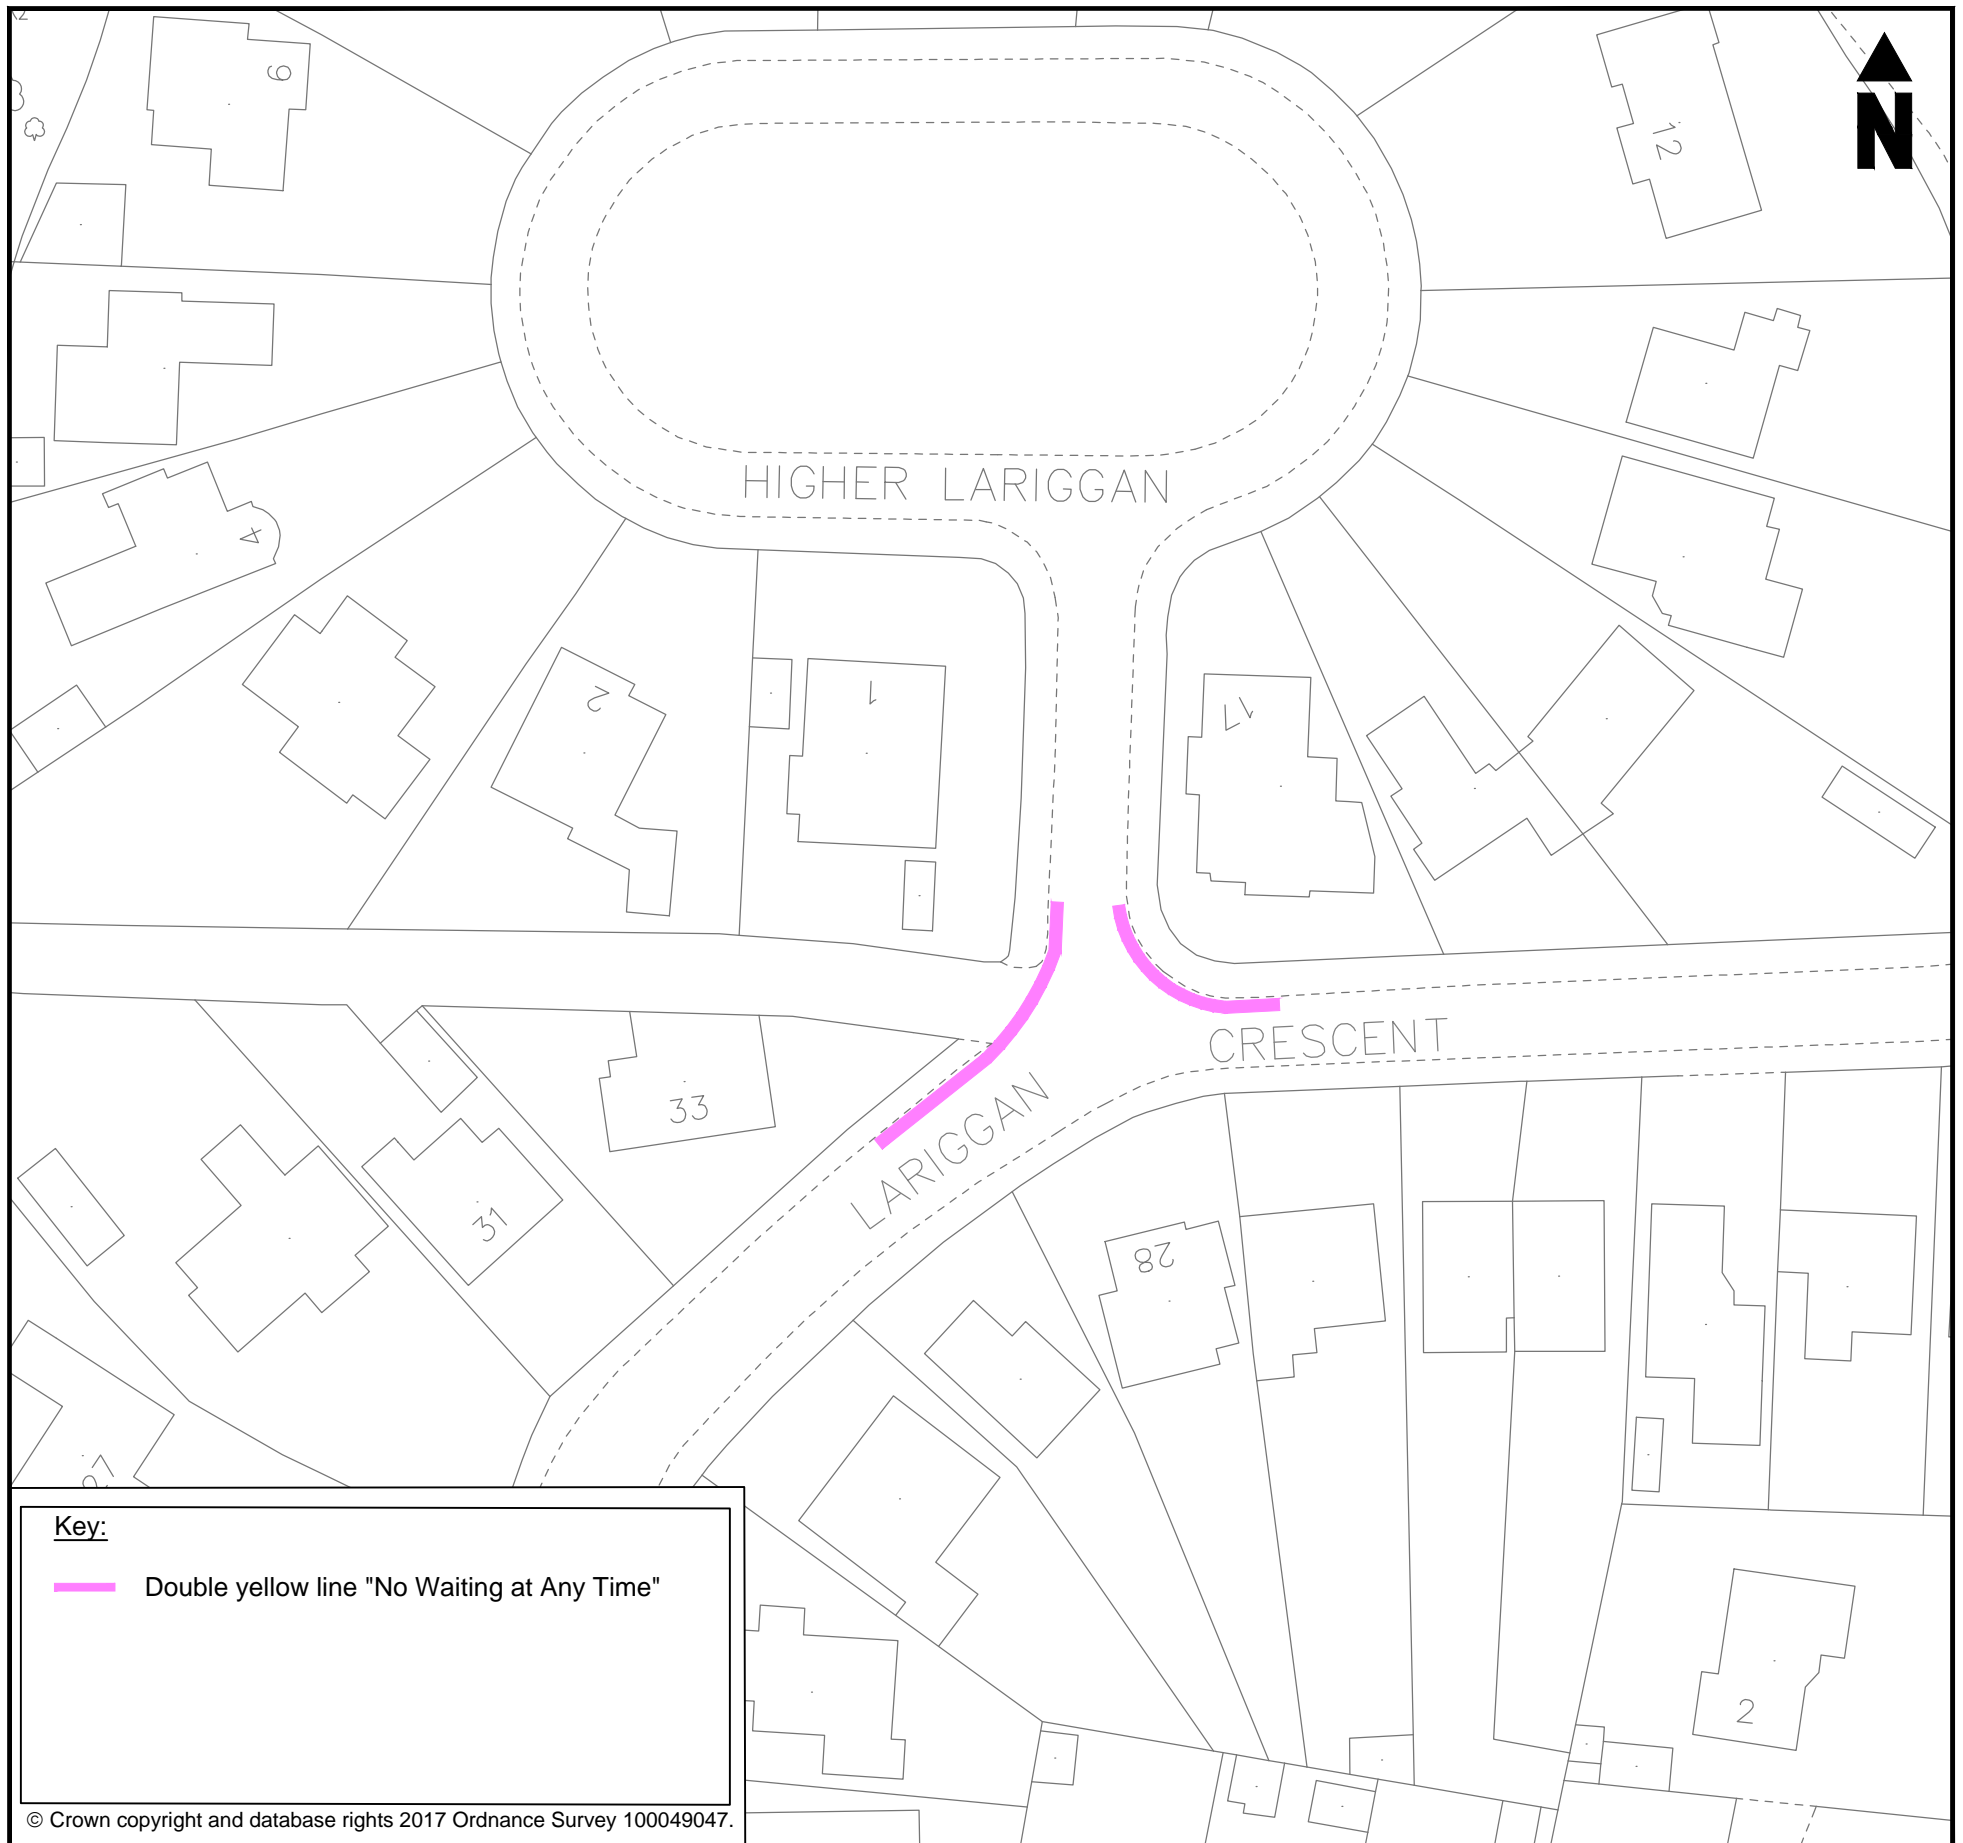 9
12
N
HIGHER LARIGGAN
4
2
1
17
CRESCENT
LARIGGAN
33
31
28
2
Key:
Double yellow line "No Waiting at Any Time"
© Crown copyright and database rights 2017 Ordnance Survey 100049047.